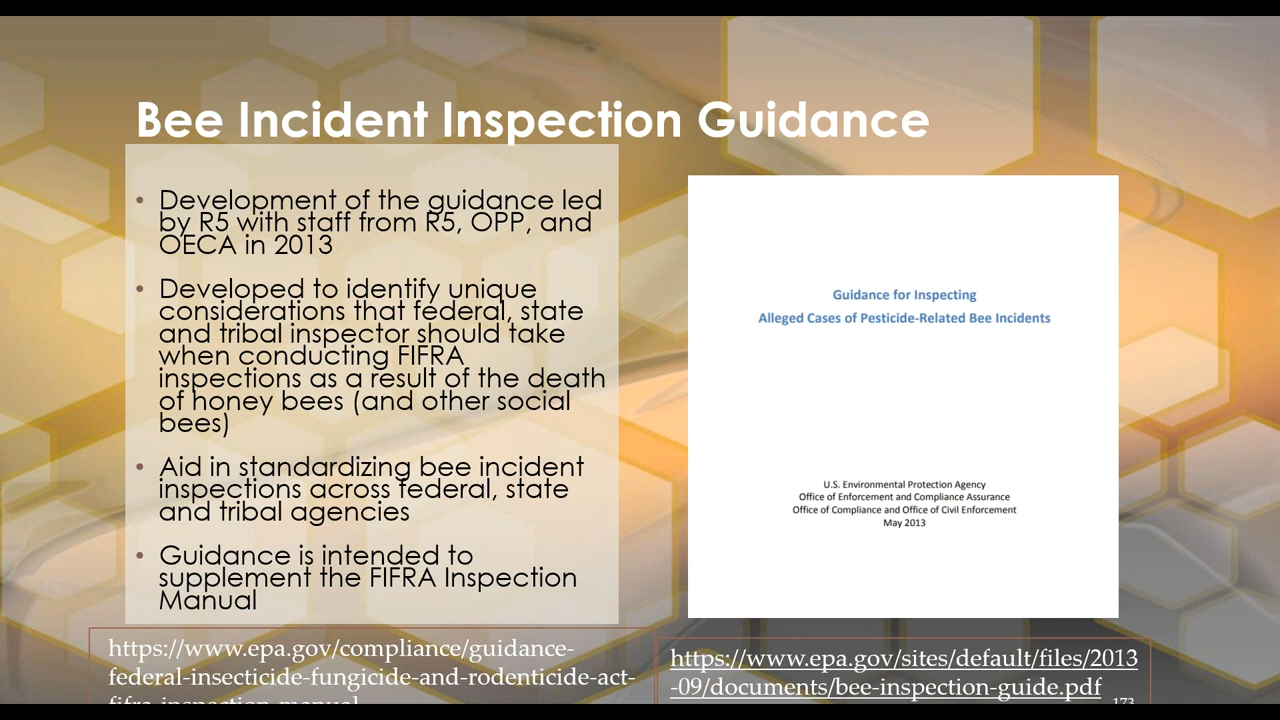 Bee Incident Inspection Guidance
• Development of the guidance led
by R5 with staff from R5, OPP, and
OECA in 2013
• Developed to identify unique
considerations that federal, state
and tribal inspector should take
when conducting FIFRA
inspections as a result of the death
of honey bees (and other social
bees)
• Aid in standardizing bee incident
inspections across federal, state
and tribal agencies
• Guidance is intended to
supplement the FIFRA Inspection
Manual
https://www.epa.gov/compliance/guidance-
federal-insecticide-fungicide-and-rodenticide-act-
fifra-inspection-manual
Guidance for Inspecting
Alleged Cases of Pesticide-Related Bee Incidents
U.S. Environmental Protection Agency
Office of Enforcement and Compliance Assurance
Office of Compliance and Office of Civil Enforcement
May 2013
https://www.epa.gov/sites/default/files/2013
-09/documents/bee-inspection-guide.pdf
173